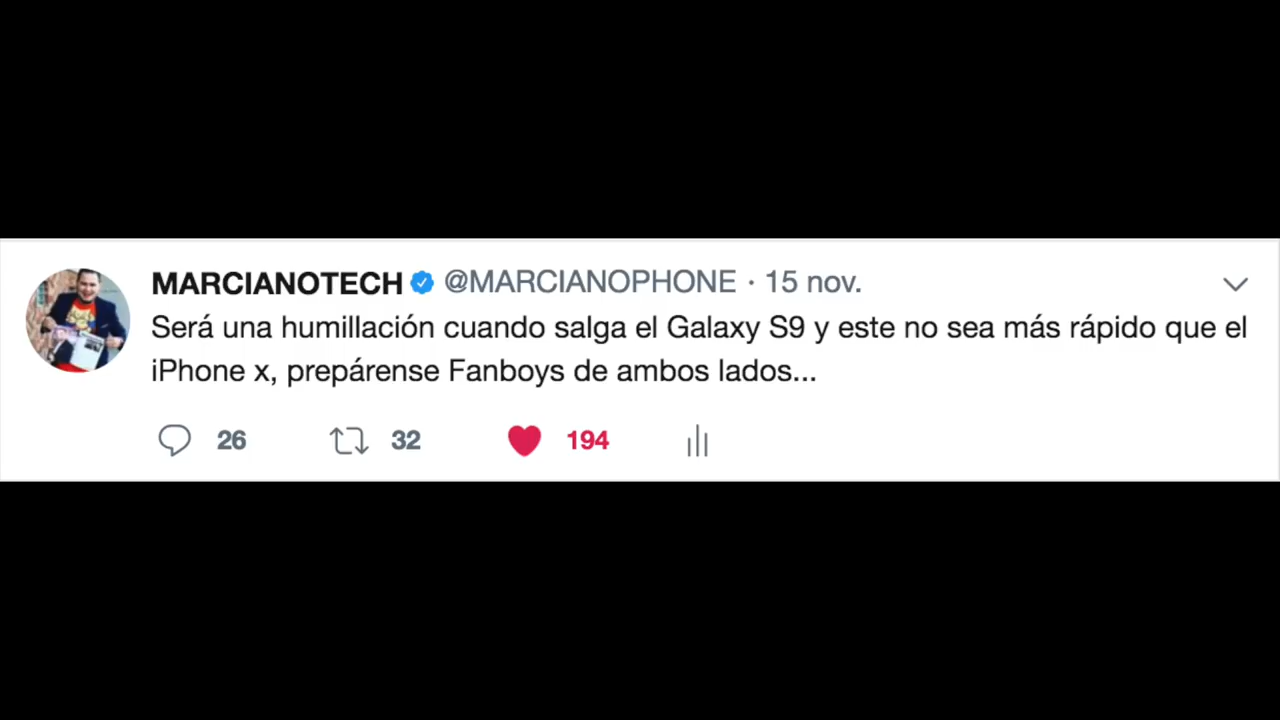 MARCIANOTECH @MARCIANOPHONE · 15 nov.
Será una humillación cuando salga el Galaxy S9 y este no sea más rápido que el
iPhone x, prepárense Fanboys de ambos lados...
26 32 194